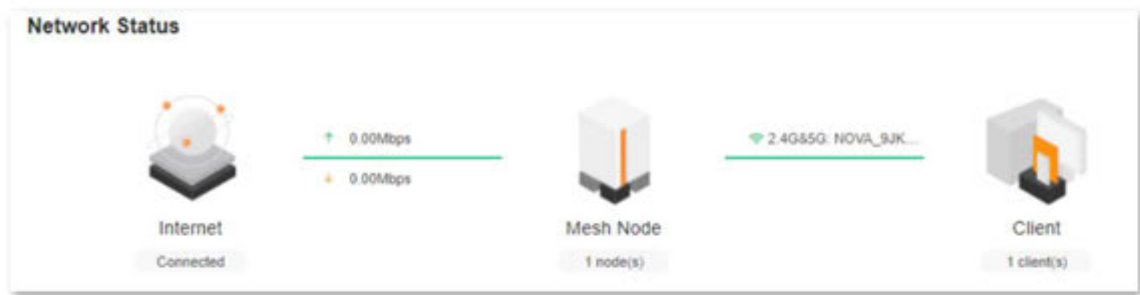 Network Status
↑ 0.00Mbps
2.4G&5G: NOVA_9JK...
↓ 0.00Mbps
Internet
Mesh Node
Client
Connected
1 node(s)
1 client(s)